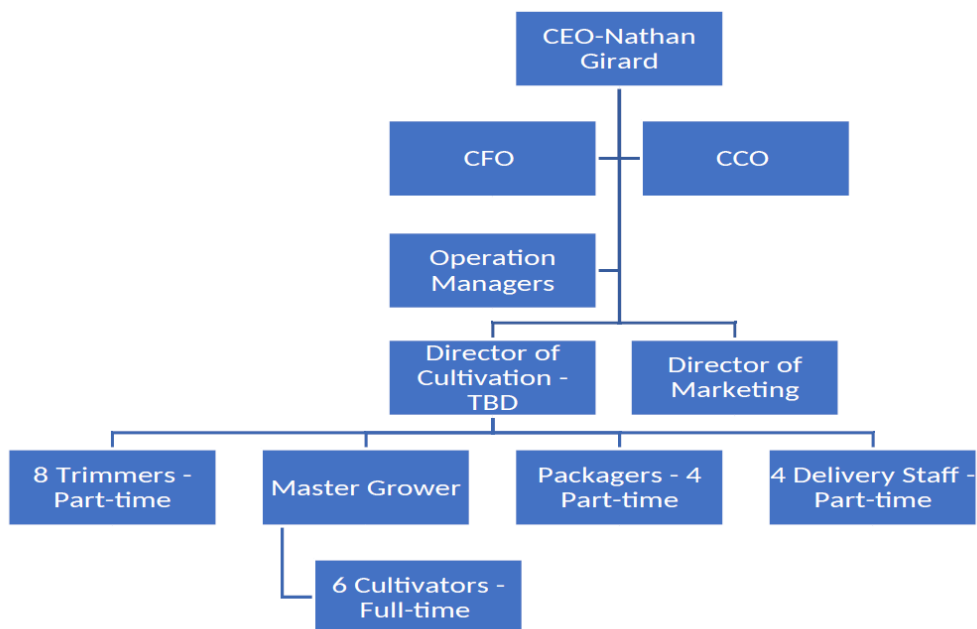 CEO-Nathan
Girard
CFO
CCO
Operation
Managers
Director of
Cultivation -
TBD
Director of
Marketing
8 Trimmers -
Part-time
Master Grower
Packagers - 4
Part-time
4 Delivery Staff -
Part-time
6 Cultivators -
Full-time